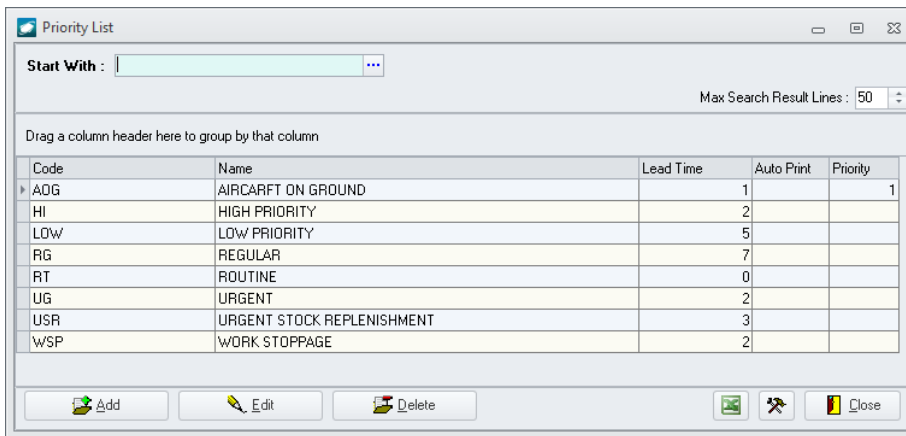 Priority List
Start With :
Max Search Result Lines : 50
Drag a column header here to group by that column
Code Name Lead Time Auto Print Priority
AOG AIRCARFT ON GROUND 1 1
HI HIGH PRIORITY 2
LOW LOW PRIORITY 5
RG REGULAR 7
RT ROUTINE 0
UG URGENT 2
USR URGENT STOCK REPLENISHMENT 3
WSP WORK STOPPAGE 2
Add Edit Delete Close